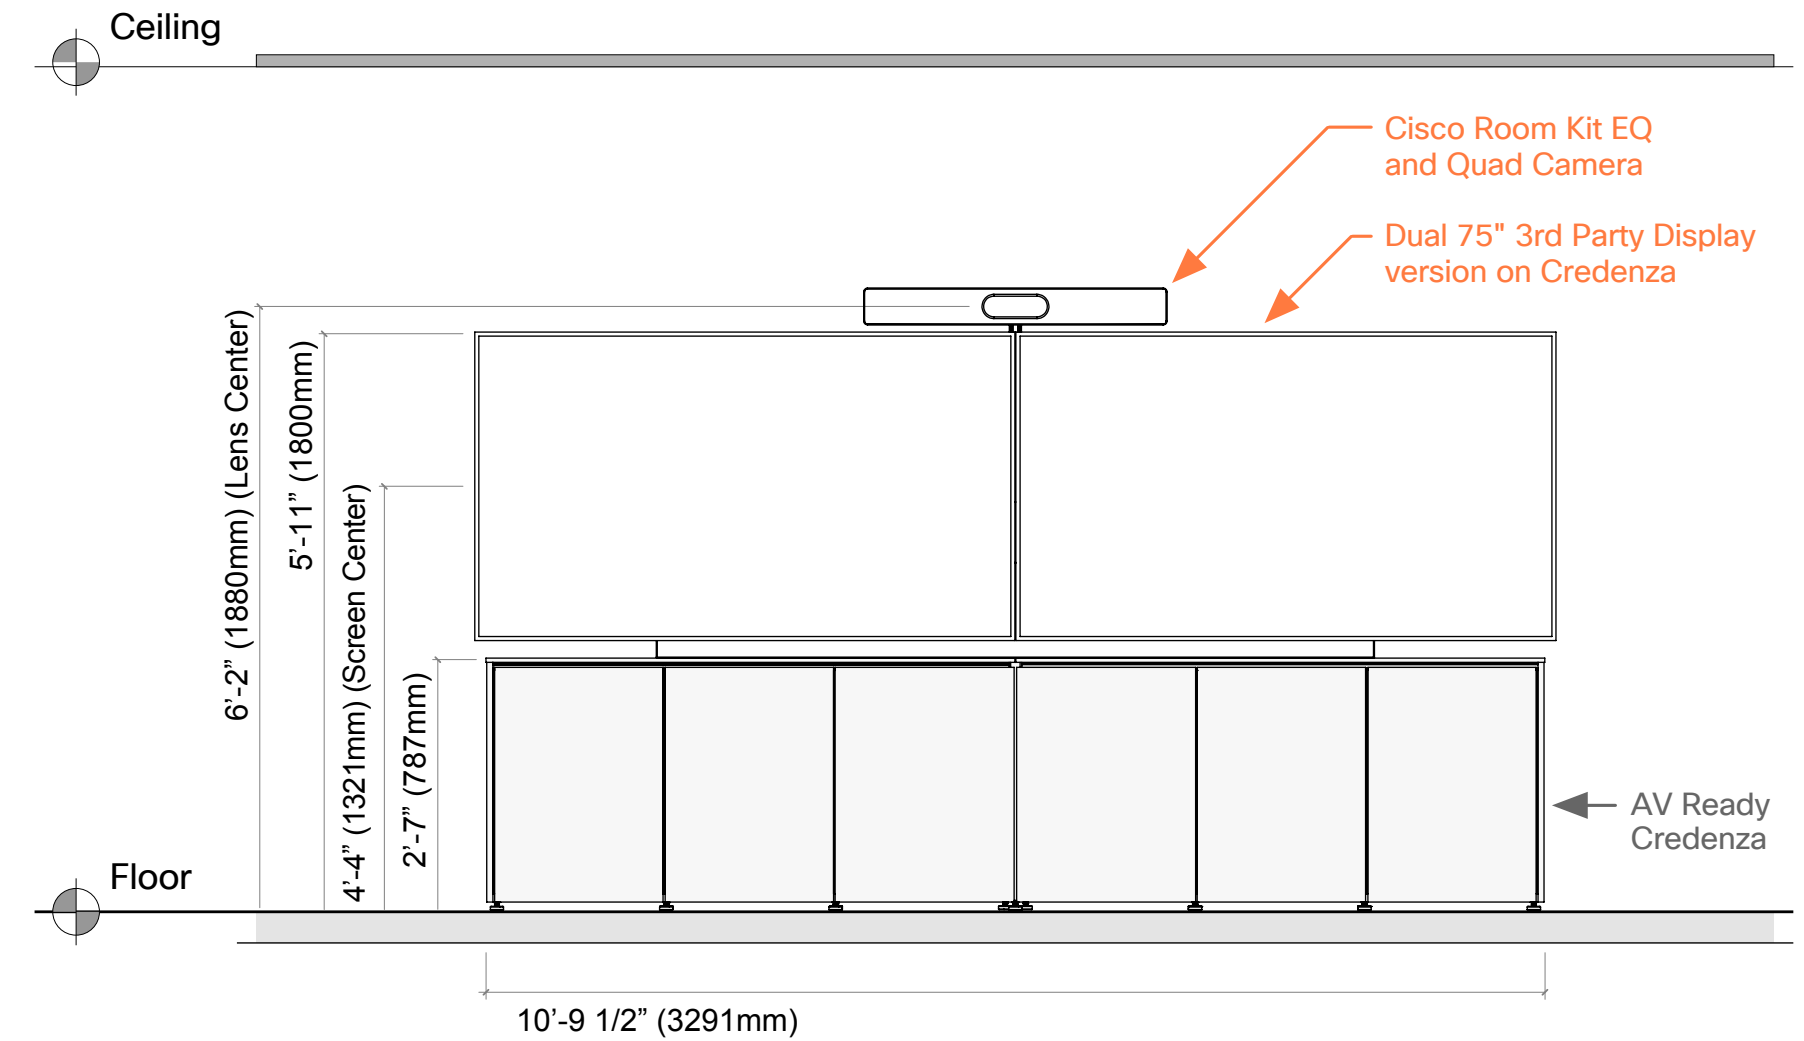 Ceiling
Cisco Room Kit EQ
and Quad Camera
Dual 75" 3rd Party Display
version on Credenza
6’-2” (1880mm) (Lens Center)
5’-11” (1800mm)
4’-4” (1321mm) (Screen Center)
2’-7” (787mm)
AV Ready
Credenza
Floor
10’-9 1/2” (3291mm)